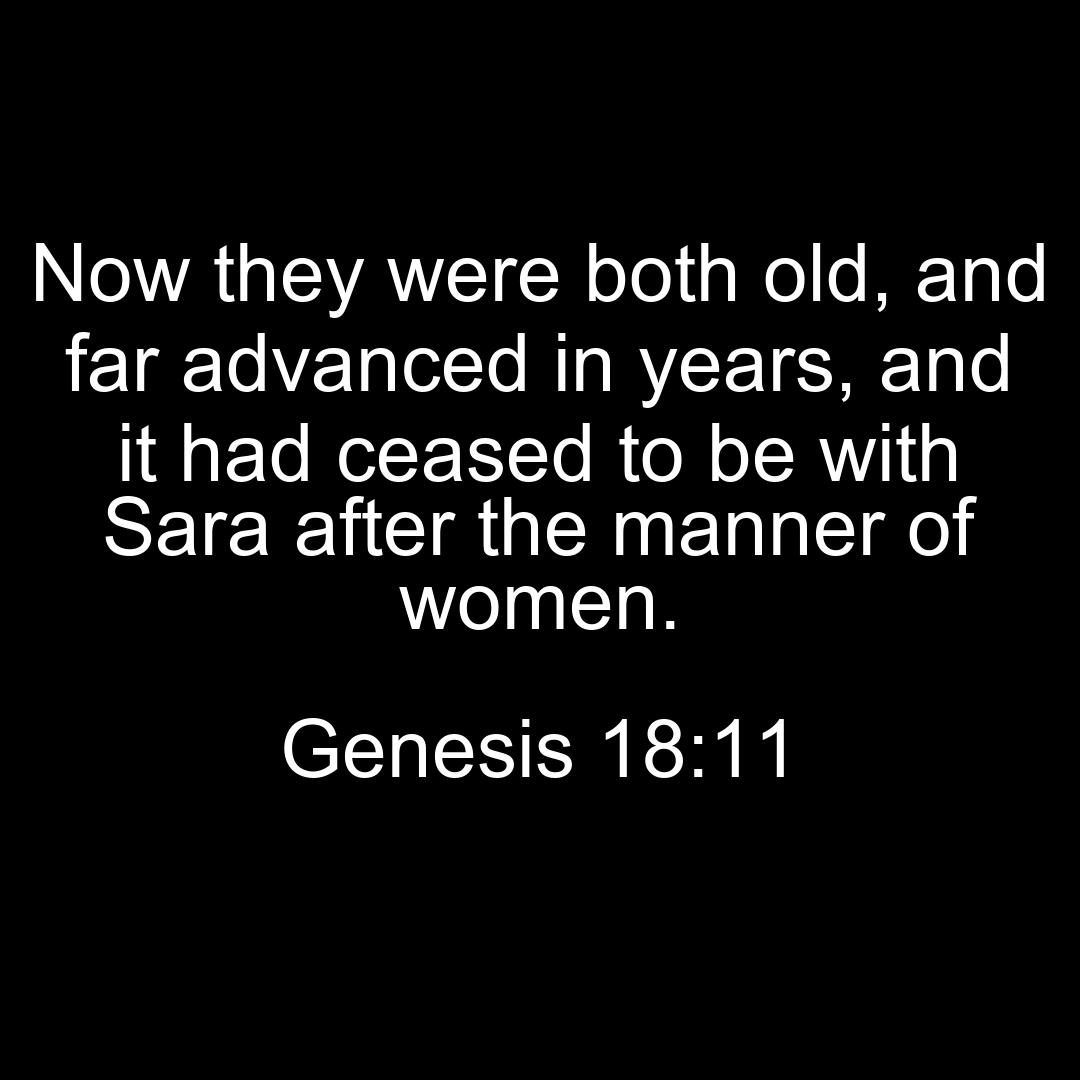 Now they were both old, and
far advanced in years, and
it had ceased to be with
Sara after the manner of
women.
Genesis 18:11